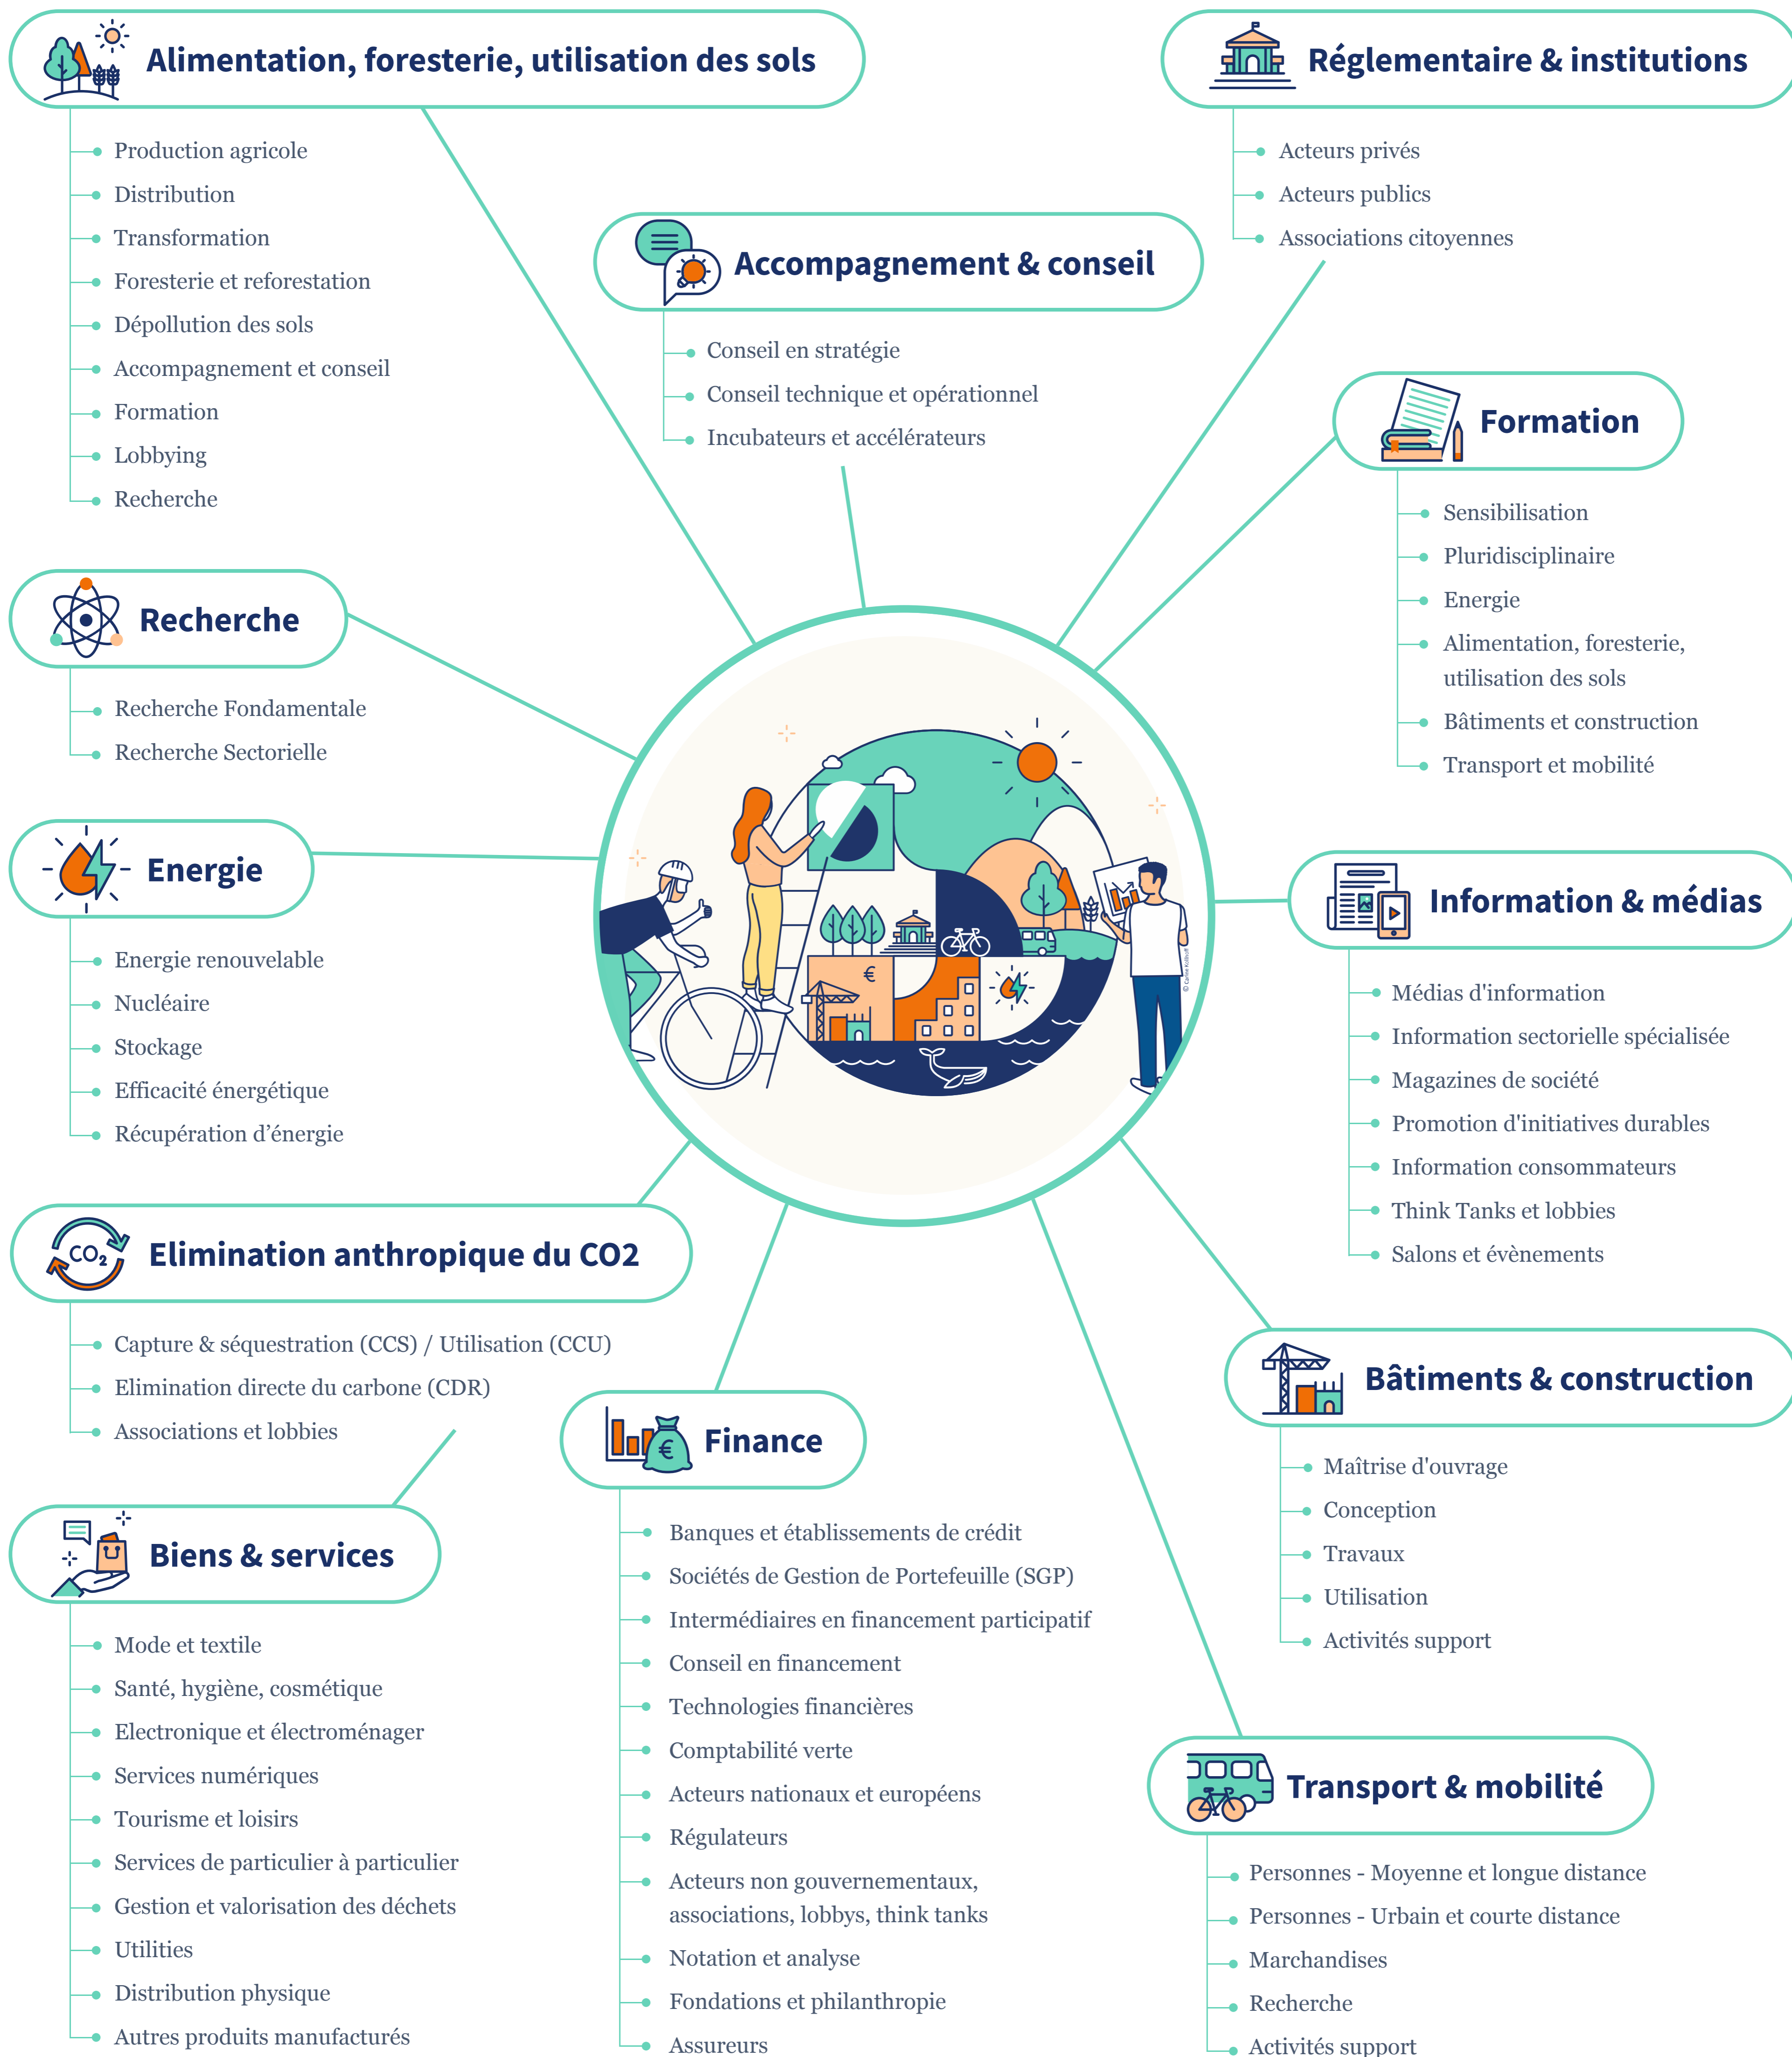 Alimentation, foresterie, utilisation des sols
Production agricole
Distribution
Transformation
Foresterie et reforestation
Dépollution des sols
Accompagnement et conseil
Formation
Lobbying
Recherche
Réglementaire & institutions
Acteurs privés
Acteurs publics
Associations citoyennes
Accompagnement & conseil
Conseil en stratégie
Conseil technique et opérationnel
Incubateurs et accélérateurs
Formation
Sensibilisation
Pluridisciplinaire
Energie
Alimentation, foresterie,
utilisation des sols
Bâtiments et construction
Transport et mobilité
Recherche
Recherche Fondamentale
Recherche Sectorielle
Energie
Energie renouvelable
Nucléaire
Stockage
Efficacité énergétique
Récupération d’énergie
€
Information & médias
Médias d'information
Information sectorielle spécialisée
Magazines de société
Promotion d'initiatives durables
Information consommateurs
Think Tanks et lobbies
Salons et évènements
CO2
Elimination anthropique du CO2
Capture & séquestration (CCS) / Utilisation (CCU)
Elimination directe du carbone (CDR)
Associations et lobbies
Bâtiments & construction
Maîtrise d'ouvrage
Conception
Travaux
Utilisation
Activités support
€
Finance
Banques et établissements de crédit
Sociétés de Gestion de Portefeuille (SGP)
Intermédiaires en financement participatif
Conseil en financement
Technologies financières
Comptabilité verte
Acteurs nationaux et européens
Régulateurs
Acteurs non gouvernementaux,
associations, lobbys, think tanks
Notation et analyse
Fondations et philanthropie
Assureurs
Biens & services
Mode et textile
Santé, hygiène, cosmétique
Electronique et électroménager
Services numériques
Tourisme et loisirs
Services de particulier à particulier
Gestion et valorisation des déchets
Utilities
Distribution physique
Autres produits manufacturés
Transport & mobilité
Personnes - Moyenne et longue distance
Personnes - Urbain et courte distance
Marchandises
Recherche
Activités support